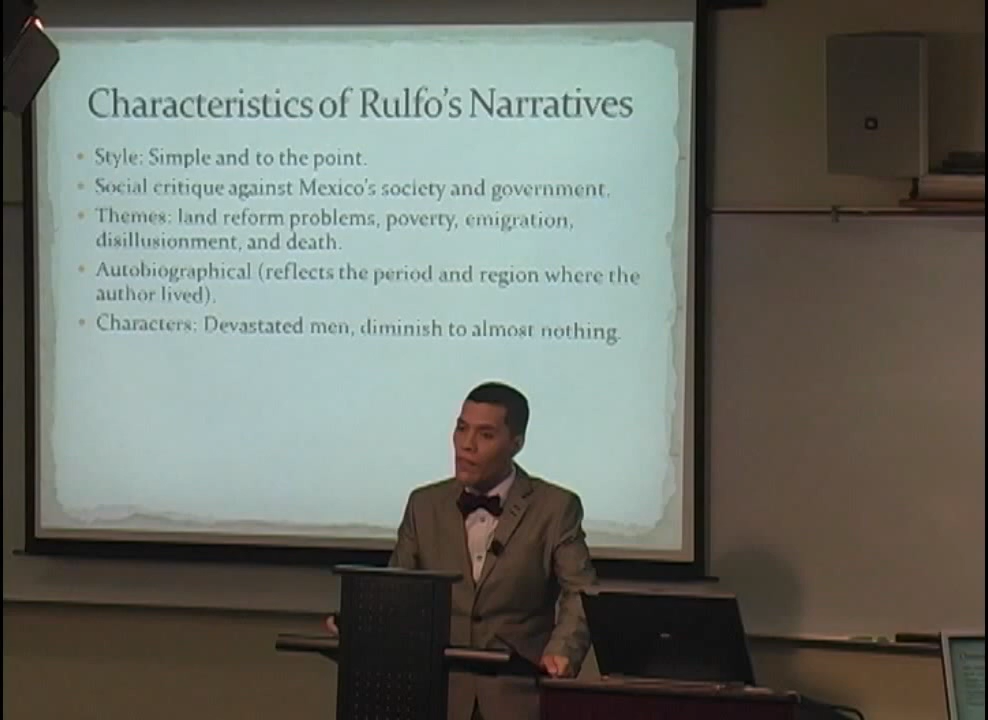 Characteristics of Rulfo's Narratives
• Style: Simple and to the point.
• Social critique against Mexico's society and government.
• Themes: land reform problems, poverty, emigration,
disillusionment, and death.
• Autobiographical (reflects the period and region where the
author lived).
• Characters: Devastated men, diminish to almost nothing.